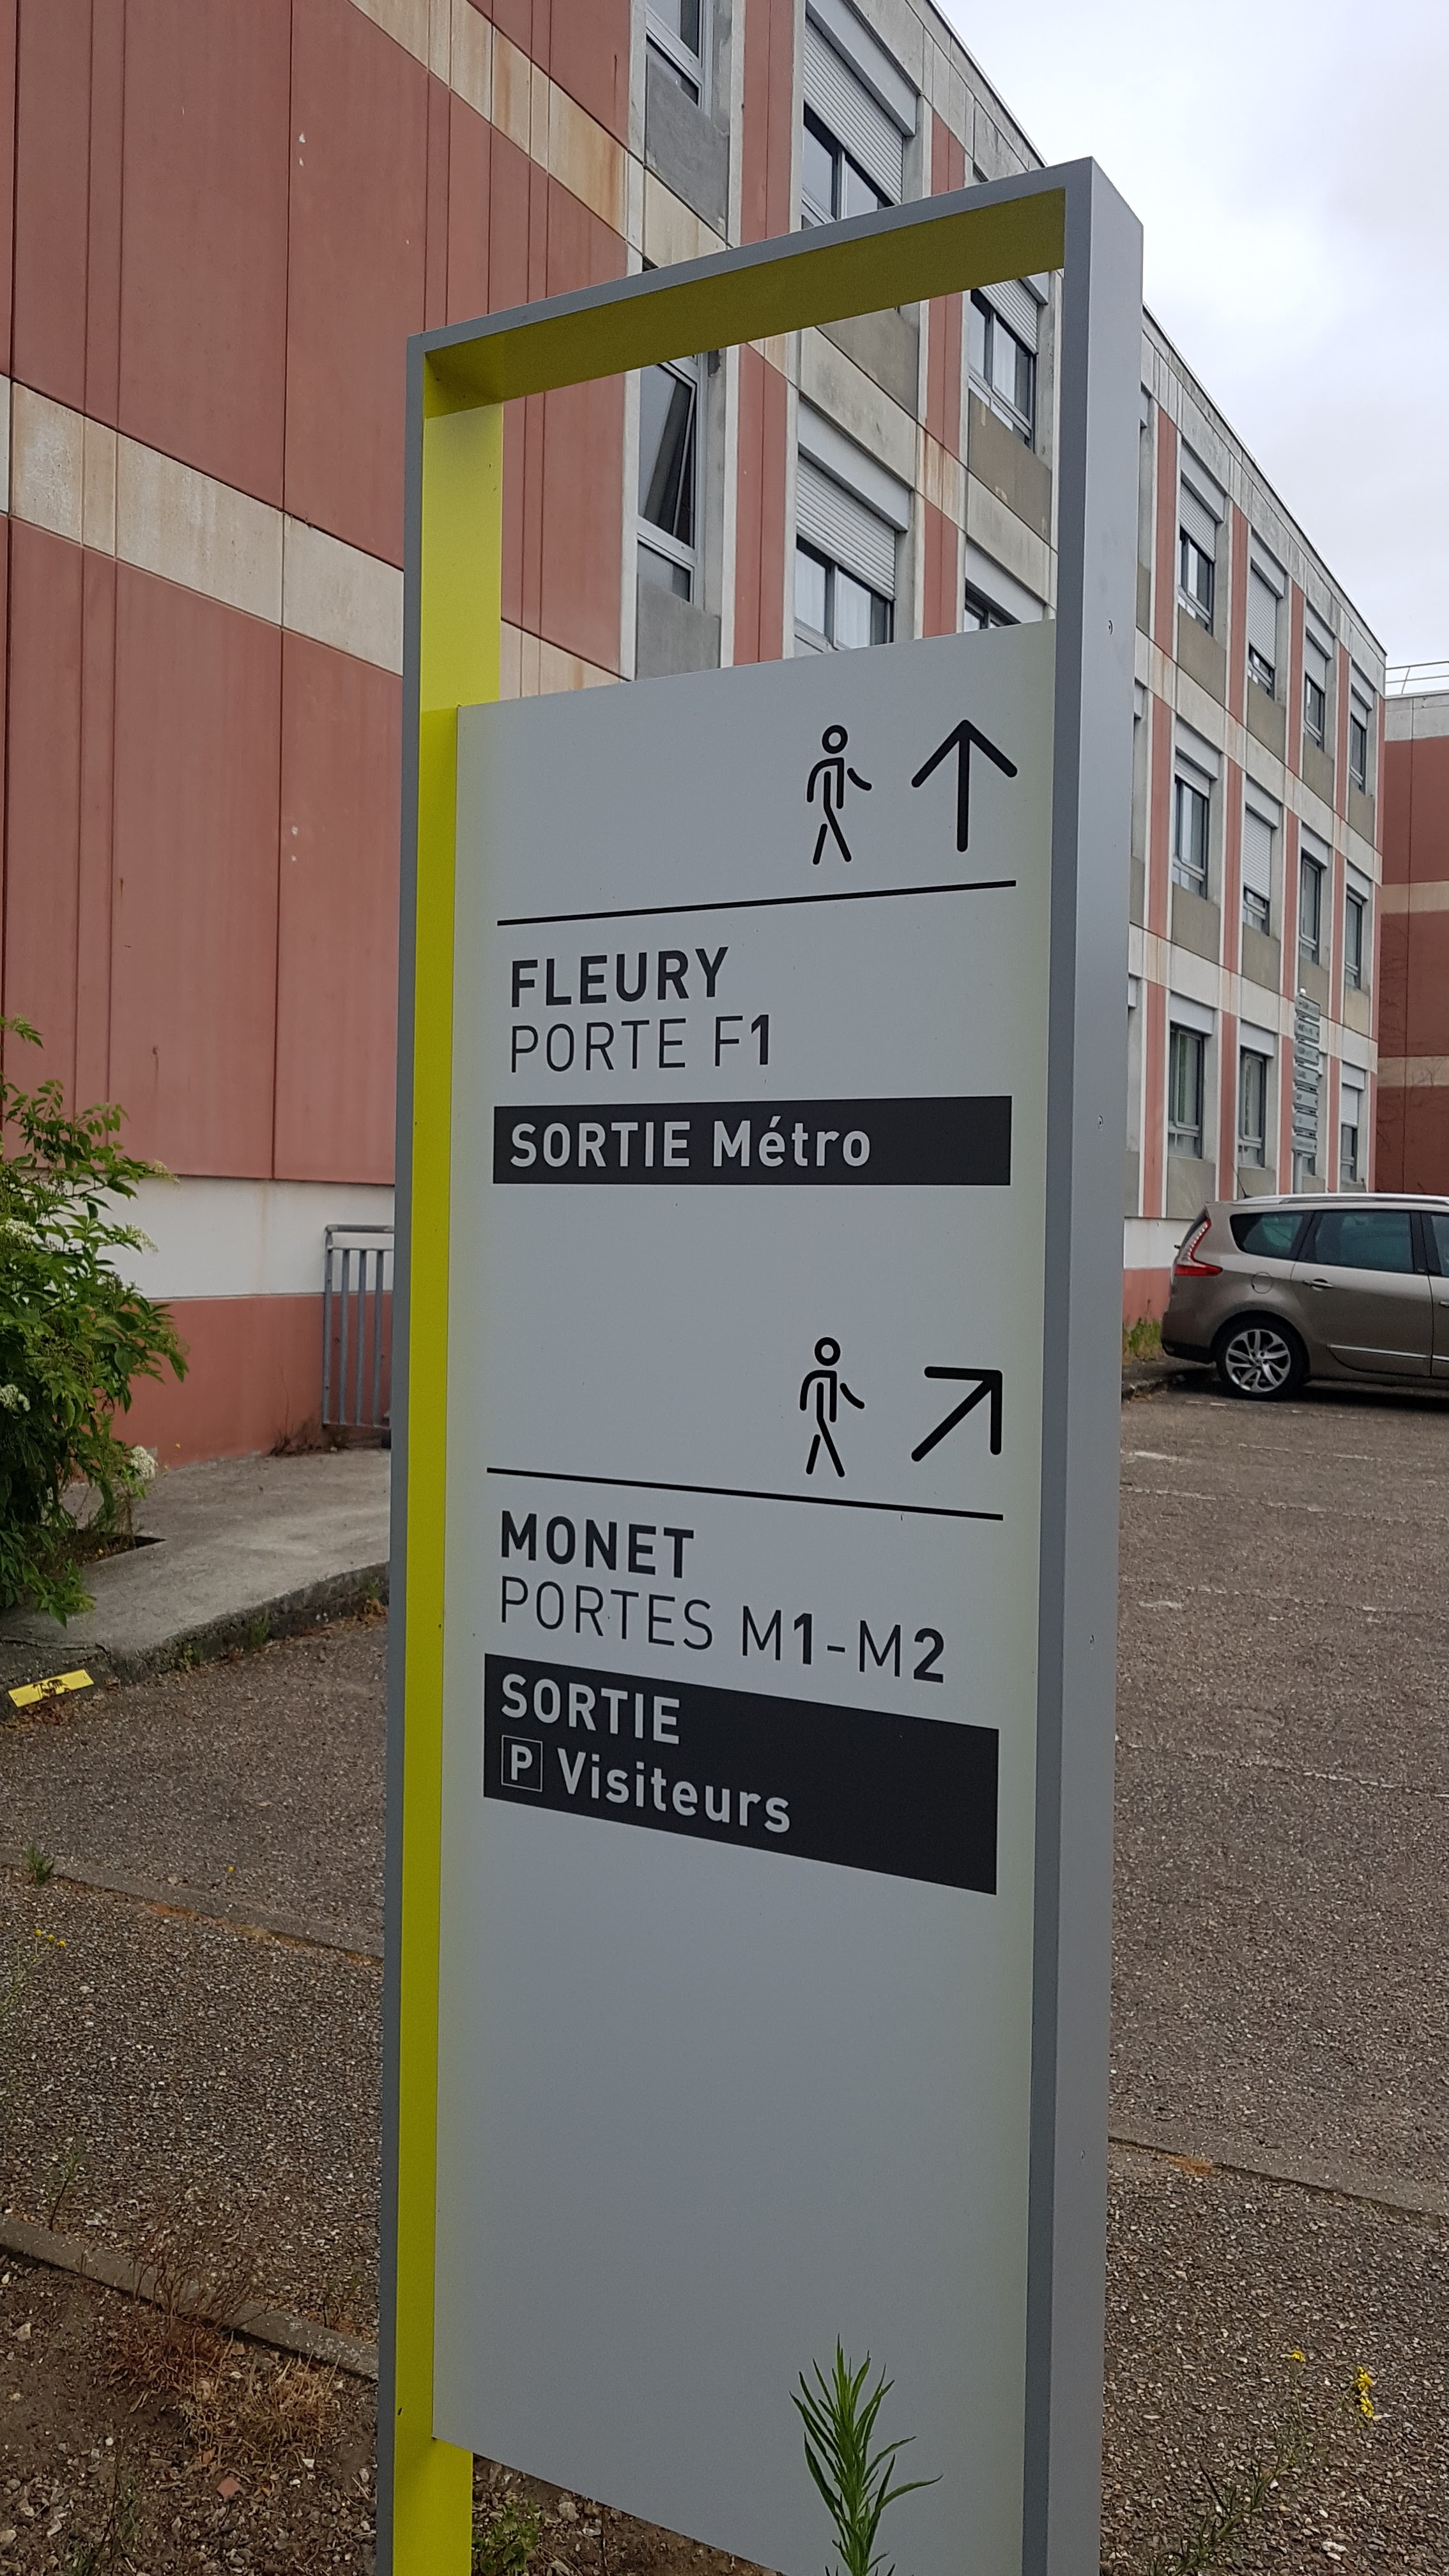 FLEURY
PORTE F1
SORTIE Métro
MONET
PORTES M1-M2
SORTIE
P Visiteurs